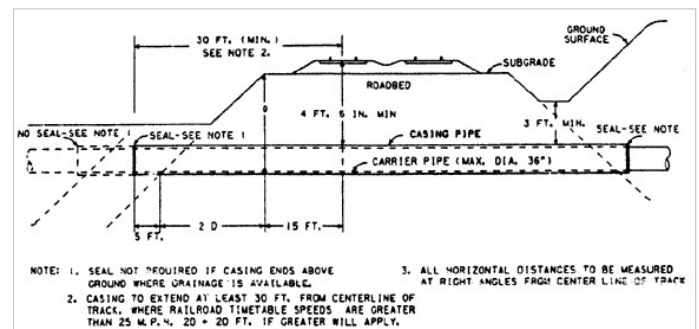 30 FT. (MIN.)
SEE NOTE 2.
GROUND
SURFACE
SUBGRADE
ROADBED
D
4 FT. 6 IN. MIN
3 FT. MIN.
NO SEAL-SEE NOTE 1
SEAL-SEE NOTE 1
CASING PIPE
SEAL-SEE NOTE
CARRIER PIPE (MAX. DIA. 36")
5 FT.
2 D
15 FT.
NOTE: 1. SEAL NOT REQUIRED IF CASING ENDS ABOVE
GROUND WHERE DRAINAGE IS AVAILABLE.
2. CASING TO EXTEND AT LEAST 30 FT. FROM CENTERLINE OF
TRACK, WHERE RAILROAD TIMETABLE SPEEDS ARE GREATER
THAN 25 M.P.H. 2D + 20 FT. IF GREATER WILL APPLY.
3. ALL HORIZONTAL DISTANCES TO BE MEASURED
AT RIGHT ANGLES FROM CENTER LINE OF TRACK